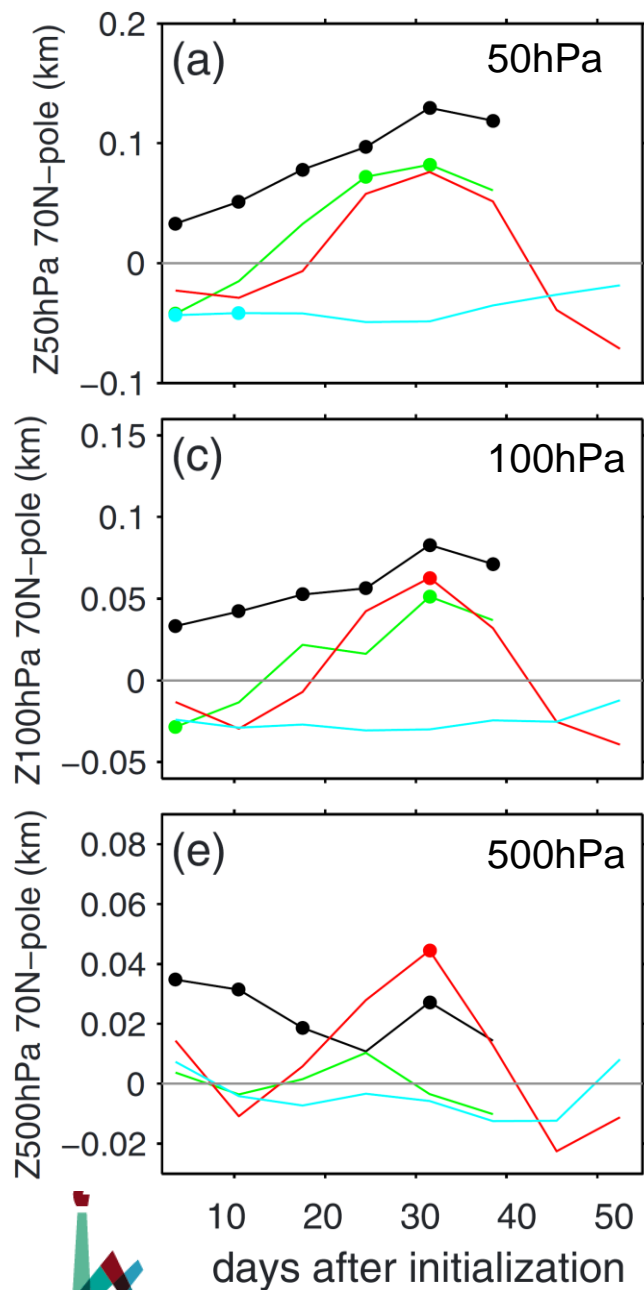 0.2
(a)
50hPa
0.1
0
−0.1
Z50hPa 70N−pole (km)
0.15
(c)
100hPa
0.1
0.05
0
−0.05
Z100hPa 70N−pole (km)
0.08
(e)
500hPa
0.06
0.04
0.02
0
−0.02
Z500hPa 70N−pole (km)
10 20 30 40 50
days after initialization